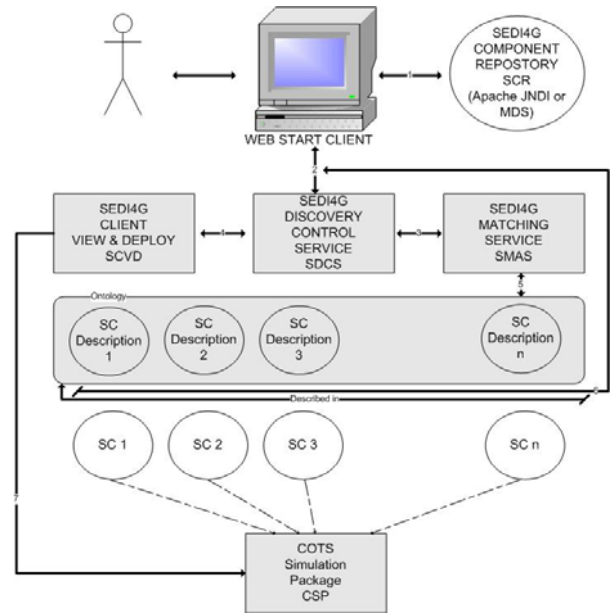 SEDI4G
COMPONENT
REPOSTORY
SCR
(Apache JNDI or
MDS)
1
WEB START CLIENT
2
SEDI4G
CLIENT
VIEW & DEPLOY
SCVD
4
SEDI4G
DISCOVERY
CONTROL
SERVICE
SDCS
3
SEDI4G
MATCHING
SERVICE
SMAS
5
Ontology
SC
Description
1
SC
Description
2
SC
Description
3
SC
Description
n
6
Described in
SC 1
SC 2
SC 3
SC n
7
COTS
Simulation
Package
CSP